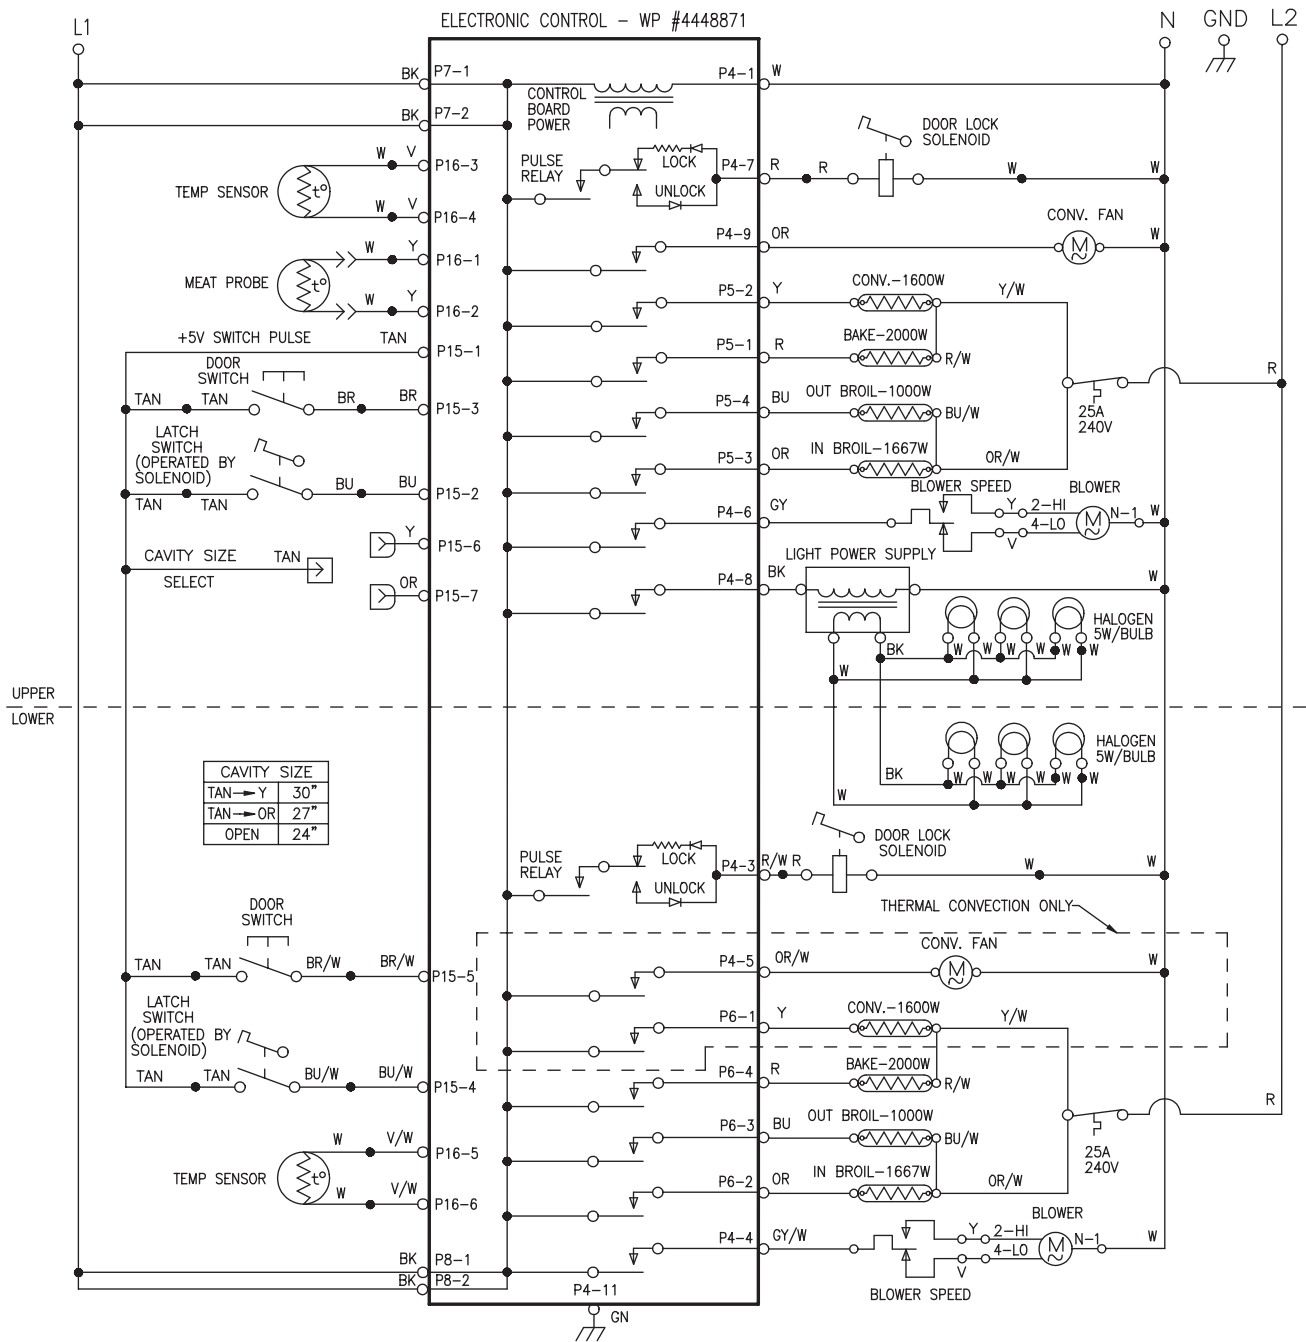 ELECTRONIC CONTROL - WP #4448871
L1
N
GND
L2
BK
P7-1
P4-1
W
CONTROL
BOARD
POWER
BK
P7-2
DOOR LOCK
SOLENOID
W
V
P16-3
PULSE
RELAY
LOCK
P4-7
R
R
W
W
TEMP SENSOR
t°
UNLOCK
W
V
P16-4
CONV. FAN
P4-9
OR
M
W
W
Y
P16-1
MEAT PROBE
t°
P5-2
Y
CONV.-1600W
Y/W
W
Y
P16-2
+5V SWITCH PULSE
TAN
P15-1
P5-1
R
BAKE-2000W
R/W
R
DOOR
SWITCH
TAN
TAN
BR
BR
P15-3
P5-4
BU
OUT BROIL-1000W
BU/W
25A
240V
LATCH
SWITCH
(OPERATED BY
SOLENOID)
P5-3
OR
IN BROIL-1667W
OR/W
TAN
TAN
BU
BU
P15-2
BLOWER SPEED
BLOWER
P4-6
GY
Y
2-HI
4-LO
V
M
N-1
W
Y
P15-6
CAVITY SIZE
SELECT
TAN
LIGHT POWER SUPPLY
OR
P15-7
P4-8
BK
W
HALOGEN
5W/BULB
BK
W
W
W
W
W
W
W
UPPER
LOWER
HALOGEN
5W/BULB
BK
W
W
W
W
W
W
W
CAVITY SIZE
TAN Y 30"
TAN OR 27"
OPEN 24"
DOOR LOCK
SOLENOID
PULSE
RELAY
LOCK
UNLOCK
P4-3
R/W
R
W
W
THERMAL CONVECTION ONLY
DOOR
SWITCH
TAN
TAN
BR/W
BR/W
P15-5
P4-5
OR/W
CONV. FAN
M
W
LATCH
SWITCH
(OPERATED BY
SOLENOID)
P6-1
Y
CONV.-1600W
Y/W
TAN
TAN
BU/W
BU/W
P15-4
P6-4
R
BAKE-2000W
R/W
R
P6-3
BU
OUT BROIL-1000W
BU/W
25A
240V
W
V/W
P16-5
TEMP SENSOR
t°
P6-2
OR
IN BROIL-1667W
OR/W
W
V/W
P16-6
BLOWER
P4-4
GY/W
Y
2-HI
4-LO
V
M
N-1
W
BLOWER SPEED
BK
P8-1
BK
P8-2
P4-11
GN